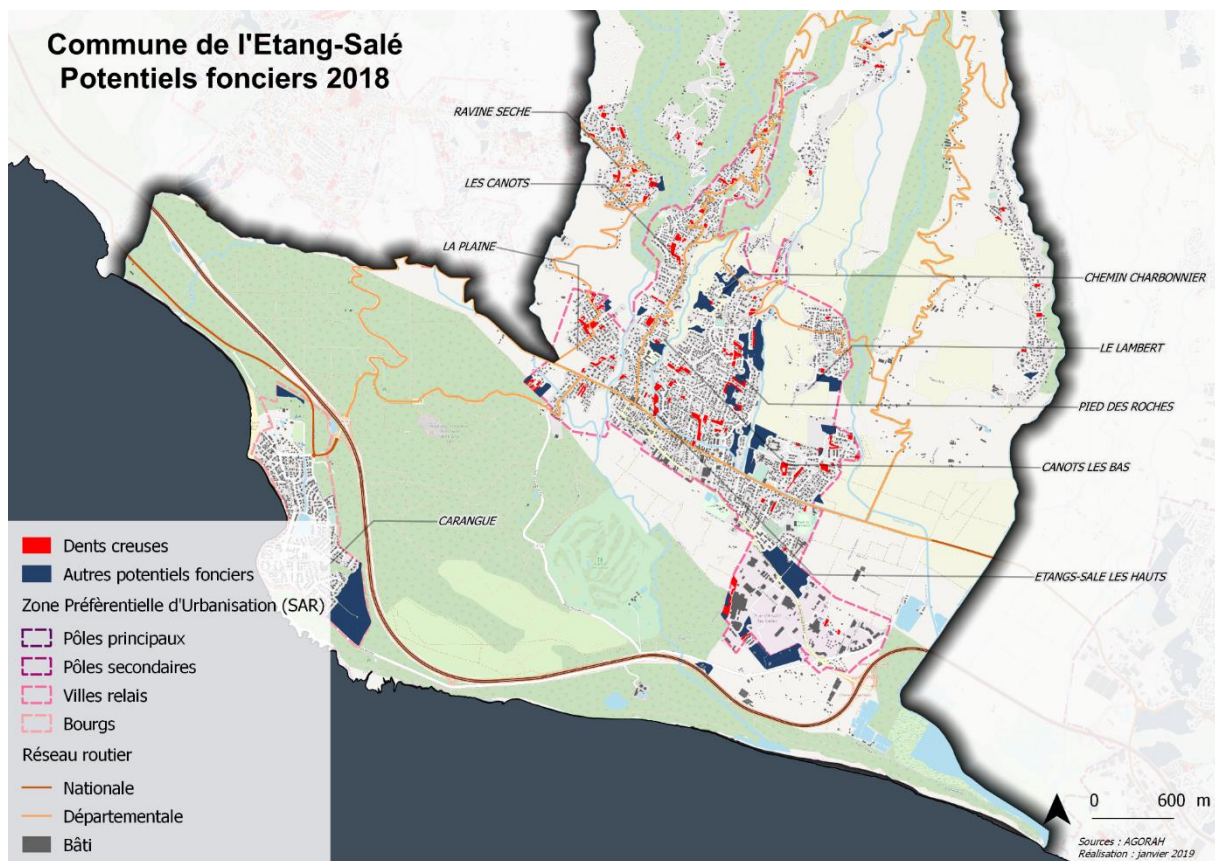 Commune de l'Etang-Salé
Potentiels fonciers 2018
RAVINE SECHE
LES CANOTS
LA PLAINE
CHEMIN CHARBONNIER
LE LAMBERT
PIED DES ROCHES
CANOTS LES BAS
CARANGUE
ETANGS-SALE LES HAUTS
Dents creuses
Autres potentiels fonciers
Zone Préfèrentielle d'Urbanisation (SAR)
Pôles principaux
Pôles secondaires
Villes relais
Bourgs
Réseau routier
Nationale
Départementale
Bâti
0 600 m
Sources : AGORAH
Réalisation : janvier 2019